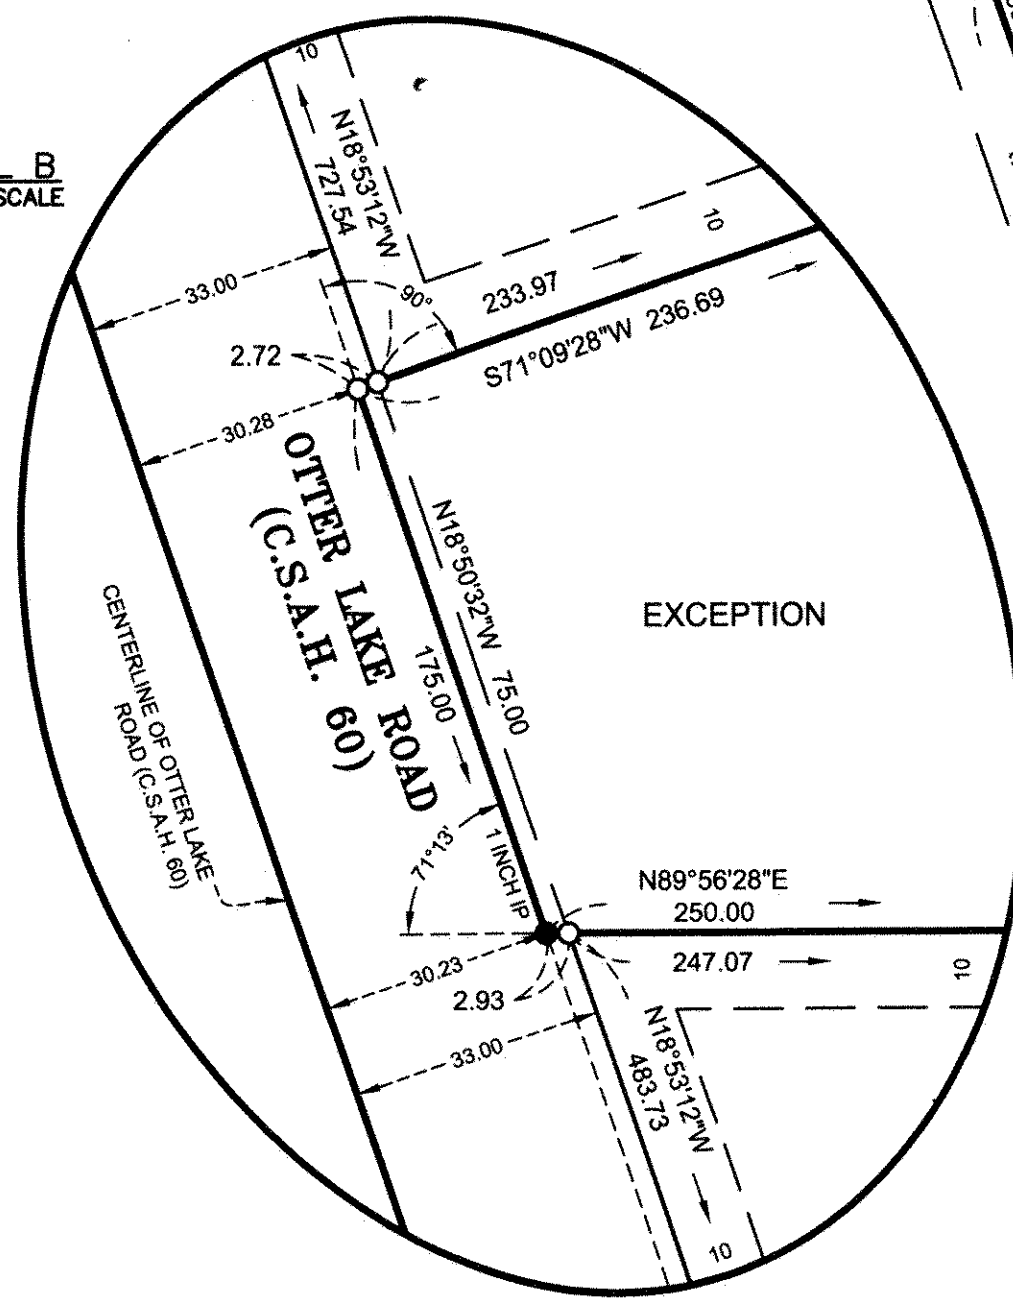 B
SCALE
10
N18°53'12"W
727.54
10
33.00
90°
233.97
S71°09'28"W 236.69
2.72
30.28
OTTER LAKE ROAD
(C.S.A.H. 60)
N18°50'32"W 75.00
175.00
EXCEPTION
CENTERLINE OF OTTER LAKE
ROAD (C.S.A.H. 60)
71°13'
1 INCH IP
N89°56'28"E
250.00
247.07
10
30.23
2.93
33.00
N18°53'12"W
483.73
10